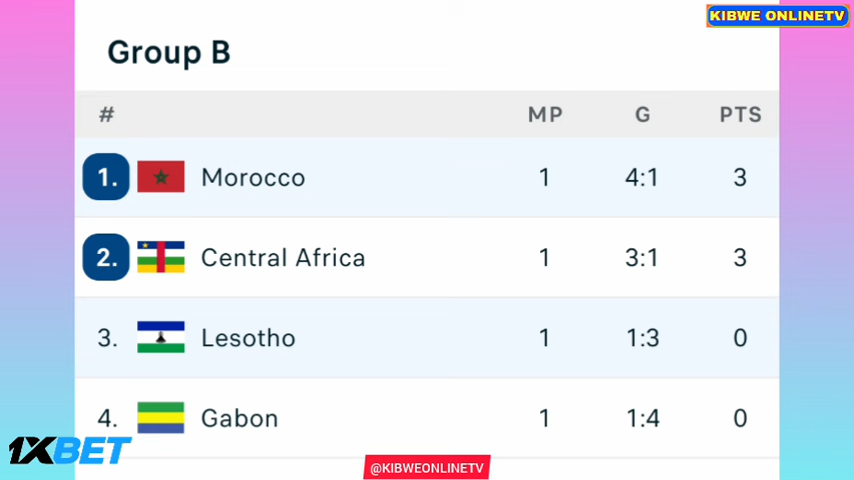 KIBWE ONLINETV
Group B
# MP G PTS
1. Morocco 1 4:1 3
2. Central Africa 1 3:1 3
3. Lesotho 1 1:3 0
4. Gabon 1 1:4 0
1XBET
@KIBWEONLINETV